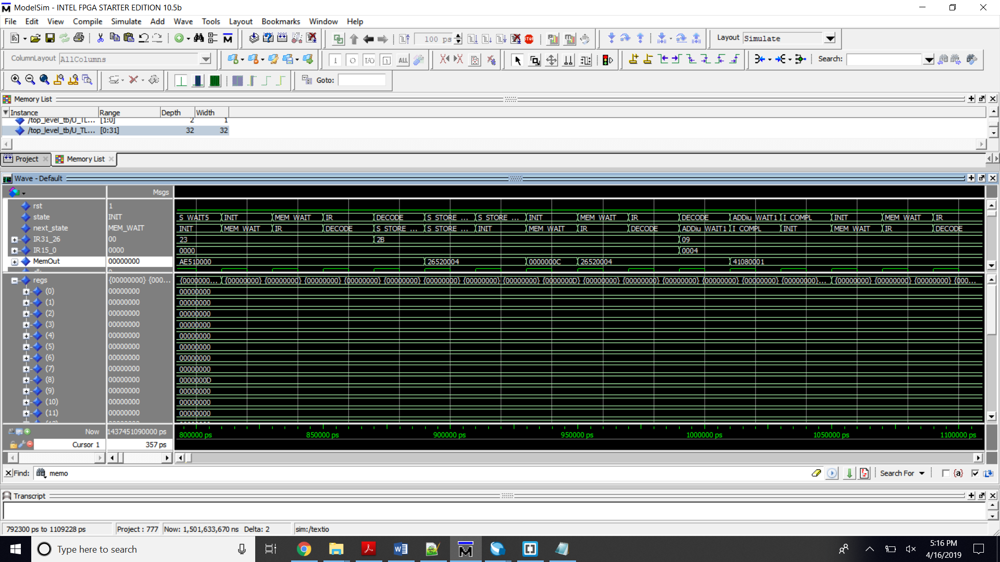 ModelSim - INTEL FPGA STARTER EDITION 10.5b
File Edit View Compile Simulate Add Wave Tools Layout Bookmarks Window Help
100 ps
STOP
Layout Simulate
ColumnLayout AllColumns
ALL
Search:
Goto:
Memory List
Instance Range Depth Width
/top_level_tb/U_TL... [1:0] 2 1
/top_level_tb/U_TL... [0:31] 32 32
Project
Memory List
Wave - Default
Msgs
rst 1
state INIT S_WAIT5 INIT MEM_WAIT IR DECODE S_STORE_... S_STORE_... INIT MEM_WAIT IR DECODE ADDiu_WAIT1 I_COMPL INIT MEM_WAIT IR
next_state MEM_WAIT INIT MEM_WAIT IR DECODE S_STORE_... S_STORE_... INIT MEM_WAIT IR DECODE ADDiu_WAIT1 I_COMPL INIT MEM_WAIT IR DECODE
IR31_26 00 23 2B 09
IR15_0 0000 0000 0004
MemOut 00000000 AE510000 26520004 0000000C 26520004 41080001
regs {00000000} {000... {0000000... {00000000} {00000000} {00000000} {00000000} {00000000} {00000000} {00000000} {00000000} {0000000D} {00000000} {00000000} {00000000} {00000000} {00000000} {00000000}... {00000000} {00000000} {00000000} {000...
(0) 00000000 00000000
(1) 00000000 00000000
(2) 00000000 00000000
(3) 00000000 00000000
(4) 00000000 00000000
(5) 00000000 00000000
(6) 00000000 00000000
(7) 00000000 00000000
(8) 00000000 0000000D
(9) 00000000 00000000
(10) 00000000 00000000
(11) 00000000 00000000
Now 1437451090000 ps 800000 ps 850000 ps 900000 ps 950000 ps 1000000 ps 1050000 ps 1100000 ps
Cursor 1 357 ps
Find: memo Search For {a}
Transcript
792300 ps to 1109228 ps Project : 777 Now: 1,501,633,670 ns Delta: 2 sim:/textio
Type here to search
5:16 PM
4/16/2019